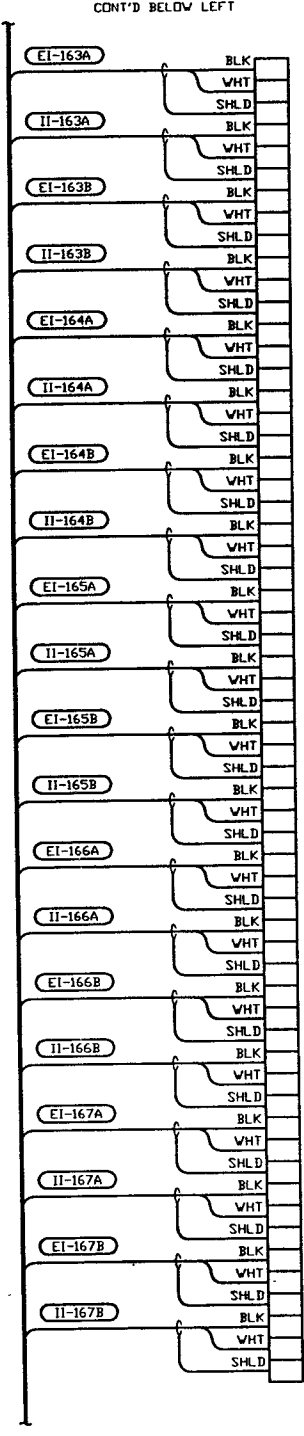 CONT'D BELOW LEFT
EI-163A
BLK
WHT
SHLD
II-163A
BLK
WHT
SHLD
EI-163B
BLK
WHT
SHLD
II-163B
BLK
WHT
SHLD
EI-164A
BLK
WHT
SHLD
II-164A
BLK
WHT
SHLD
EI-164B
BLK
WHT
SHLD
II-164B
BLK
WHT
SHLD
EI-165A
BLK
WHT
SHLD
II-165A
BLK
WHT
SHLD
EI-165B
BLK
WHT
SHLD
II-165B
BLK
WHT
SHLD
EI-166A
BLK
WHT
SHLD
II-166A
BLK
WHT
SHLD
EI-166B
BLK
WHT
SHLD
II-166B
BLK
WHT
SHLD
EI-167A
BLK
WHT
SHLD
II-167A
BLK
WHT
SHLD
EI-167B
BLK
WHT
SHLD
II-167B
BLK
WHT
SHLD